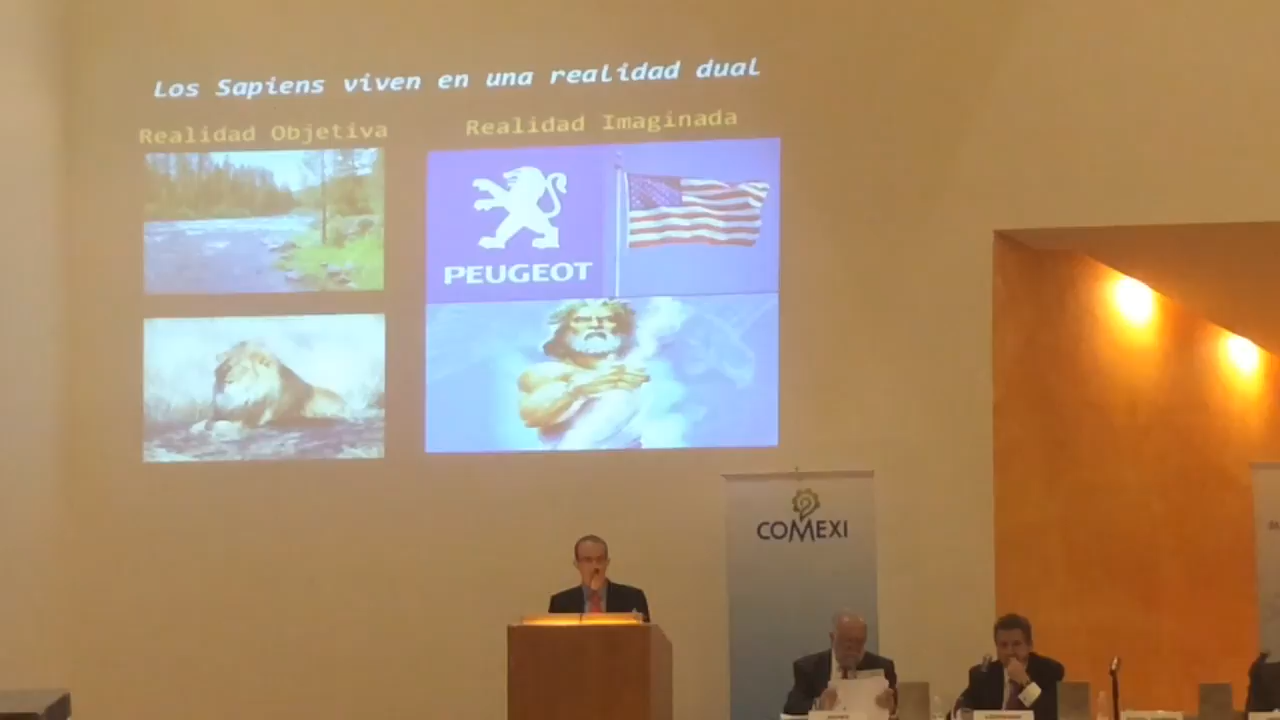 Los Sapiens viven en una realidad dual
Realidad Objetiva
Realidad Imaginada
PEUGEOT
COMEXI